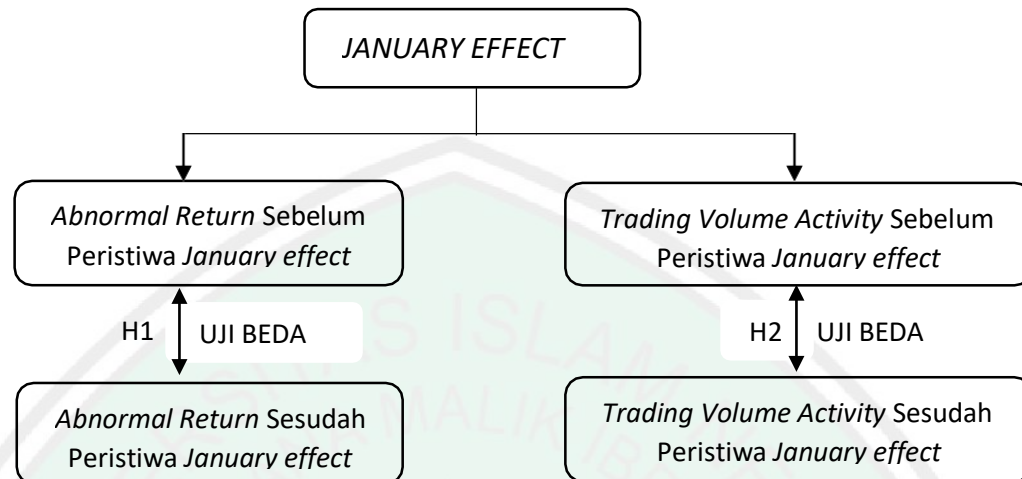 JANUARY EFFECT
Abnormal Return Sebelum
Peristiwa January effect
Trading Volume Activity Sebelum
Peristiwa January effect
H1
UJI BEDA
H2
UJI BEDA
Abnormal Return Sesudah
Peristiwa January effect
Trading Volume Activity Sesudah
Peristiwa January effect